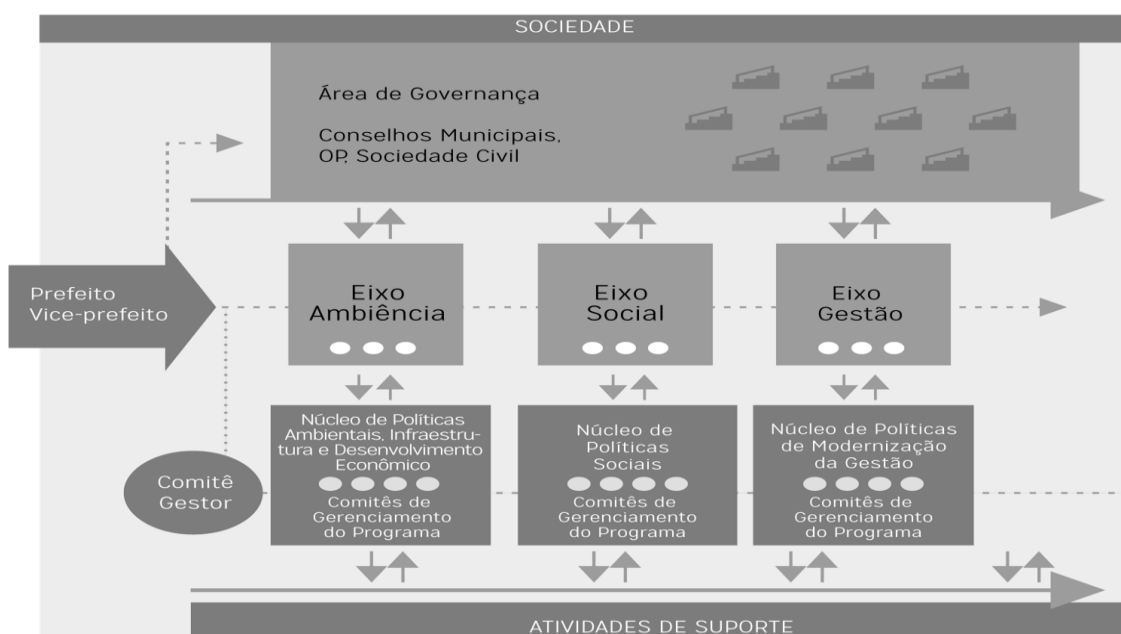 SOCIEDADE
Área de Governança
Conselhos Municipais,
OP, Sociedade Civil
Prefeito
Vice-prefeito
Eixo
Ambiência
Eixo
Social
Eixo
Gestão
Comitê
Gestor
Núcleo de Políticas
Ambientais, Infraestru-
tura e Desenvolvimento
Econômico
Comitês de
Gerenciamento
do Programa
Núcleo de
Políticas
Sociais
Comitês de
Gerenciamento
do Programa
Núcleo de Políticas
de Modernização
da Gestão
Comitês de
Gerenciamento
do Programa
ATIVIDADES DE SUPORTE